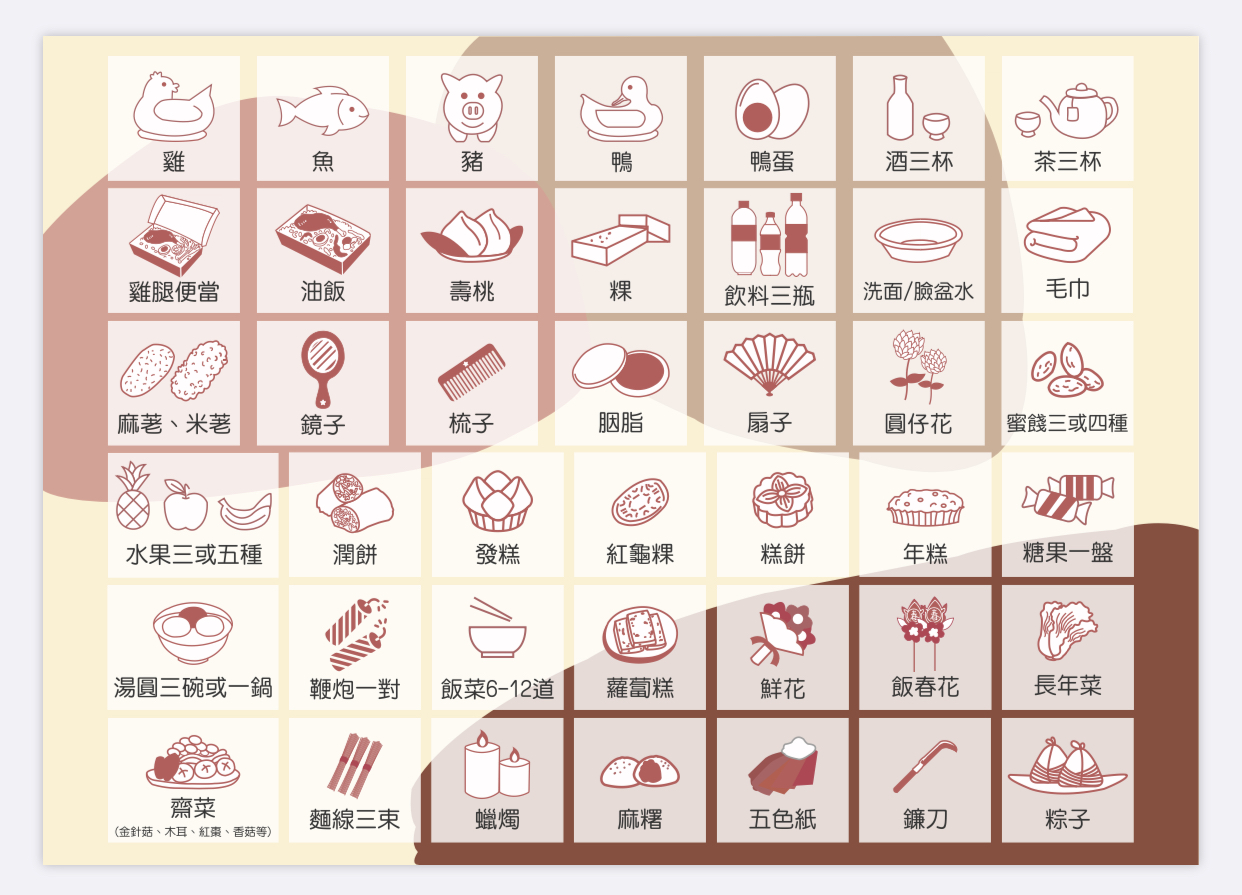 雞
魚
豬
鴨
鴨蛋
酒三杯
茶三杯
雞腿便當
油飯
壽桃
粿
飲料三瓶
洗面/臉盆水
毛巾
麻荖、米荖
鏡子
梳子
胭脂
扇子
圓仔花
蜜餞三或四種
水果三或五種
潤餅
發糕
紅龜粿
糕餅
年糕
糖果一盤
湯圓三碗或一鍋
鞭炮一對
飯菜6-12道
蘿蔔糕
鮮花
飯春花
長年菜
齋菜
(金針菇、木耳、紅棗、香菇等)
麵線三束
蠟燭
麻糬
五色紙
鐮刀
粽子